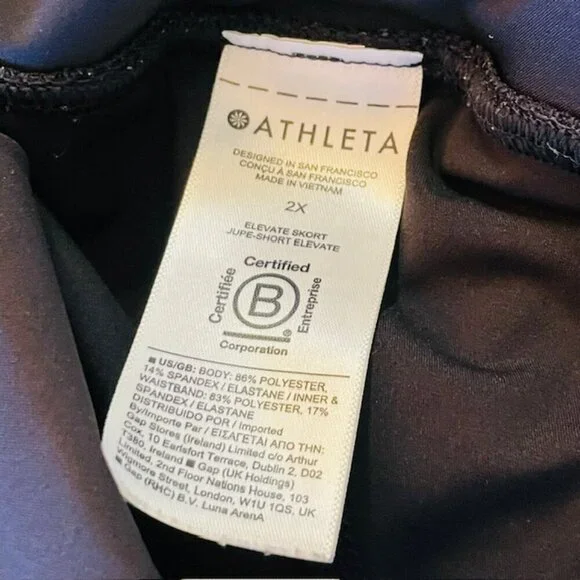 ATHLETA
DESIGNED IN SAN FRANCISCO
CONÇU À SAN FRANCISCO
MADE IN VIETNAM
2X
ELEVATE SKORT
JUPE-SHORT ELEVATE
Certified
Certifiée
B
Entreprise
®
Corporation
■ US/GB: BODY: 86% POLYESTER,
14% SPANDEX / ELASTANE / INNER &
WAISTBAND: 83% POLYESTER, 17%
SPANDEX / ELASTANE
DISTRIBUIDO POR / Imported
By/Importe Par / ΕΙΣΑΓΕΤΑΙ ΑΠΟ ΤΗΝ:
Gap Stores (Ireland) Limited c/o Arthur
Cox, 10 Earlsfort Terrace, Dublin 2, D02
T380, Ireland ■ Gap (UK Holdings)
Limited, 2nd Floor Nations House, 103
Wigmore Street, London, W1U 1QS, UK
■ Gap (RHC) B.V. Luna ArenA